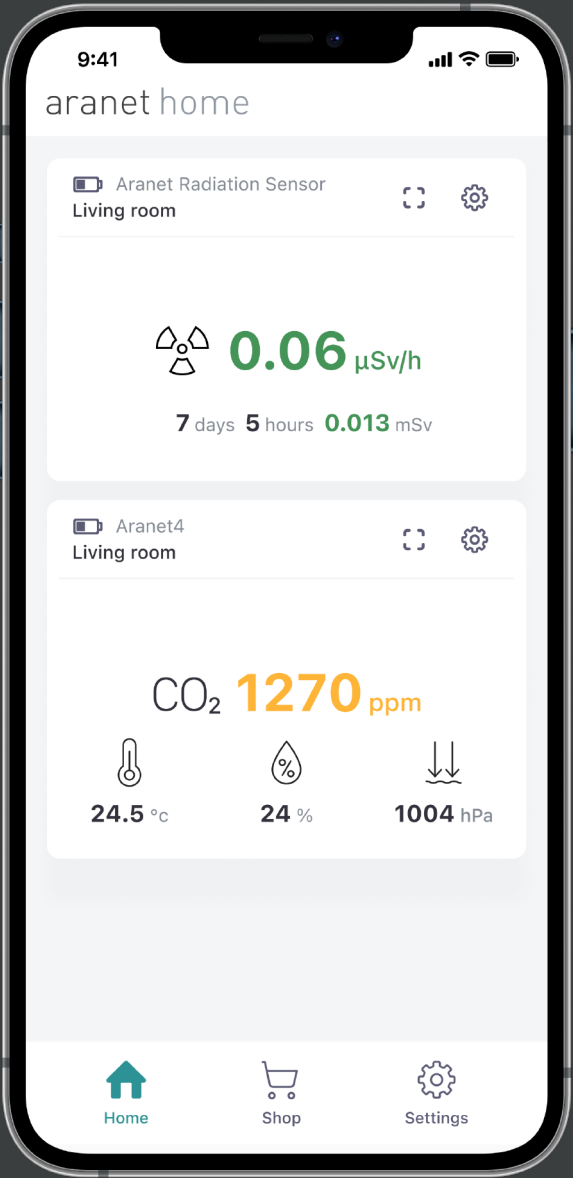 9:41
aranet home
Aranet Radiation Sensor
Living room
0.06 µSv/h
7 days 5 hours 0.013 mSv
Aranet4
Living room
CO₂ 1270 ppm
%
24.5 °c 24 % 1004 hPa
Home Shop Settings